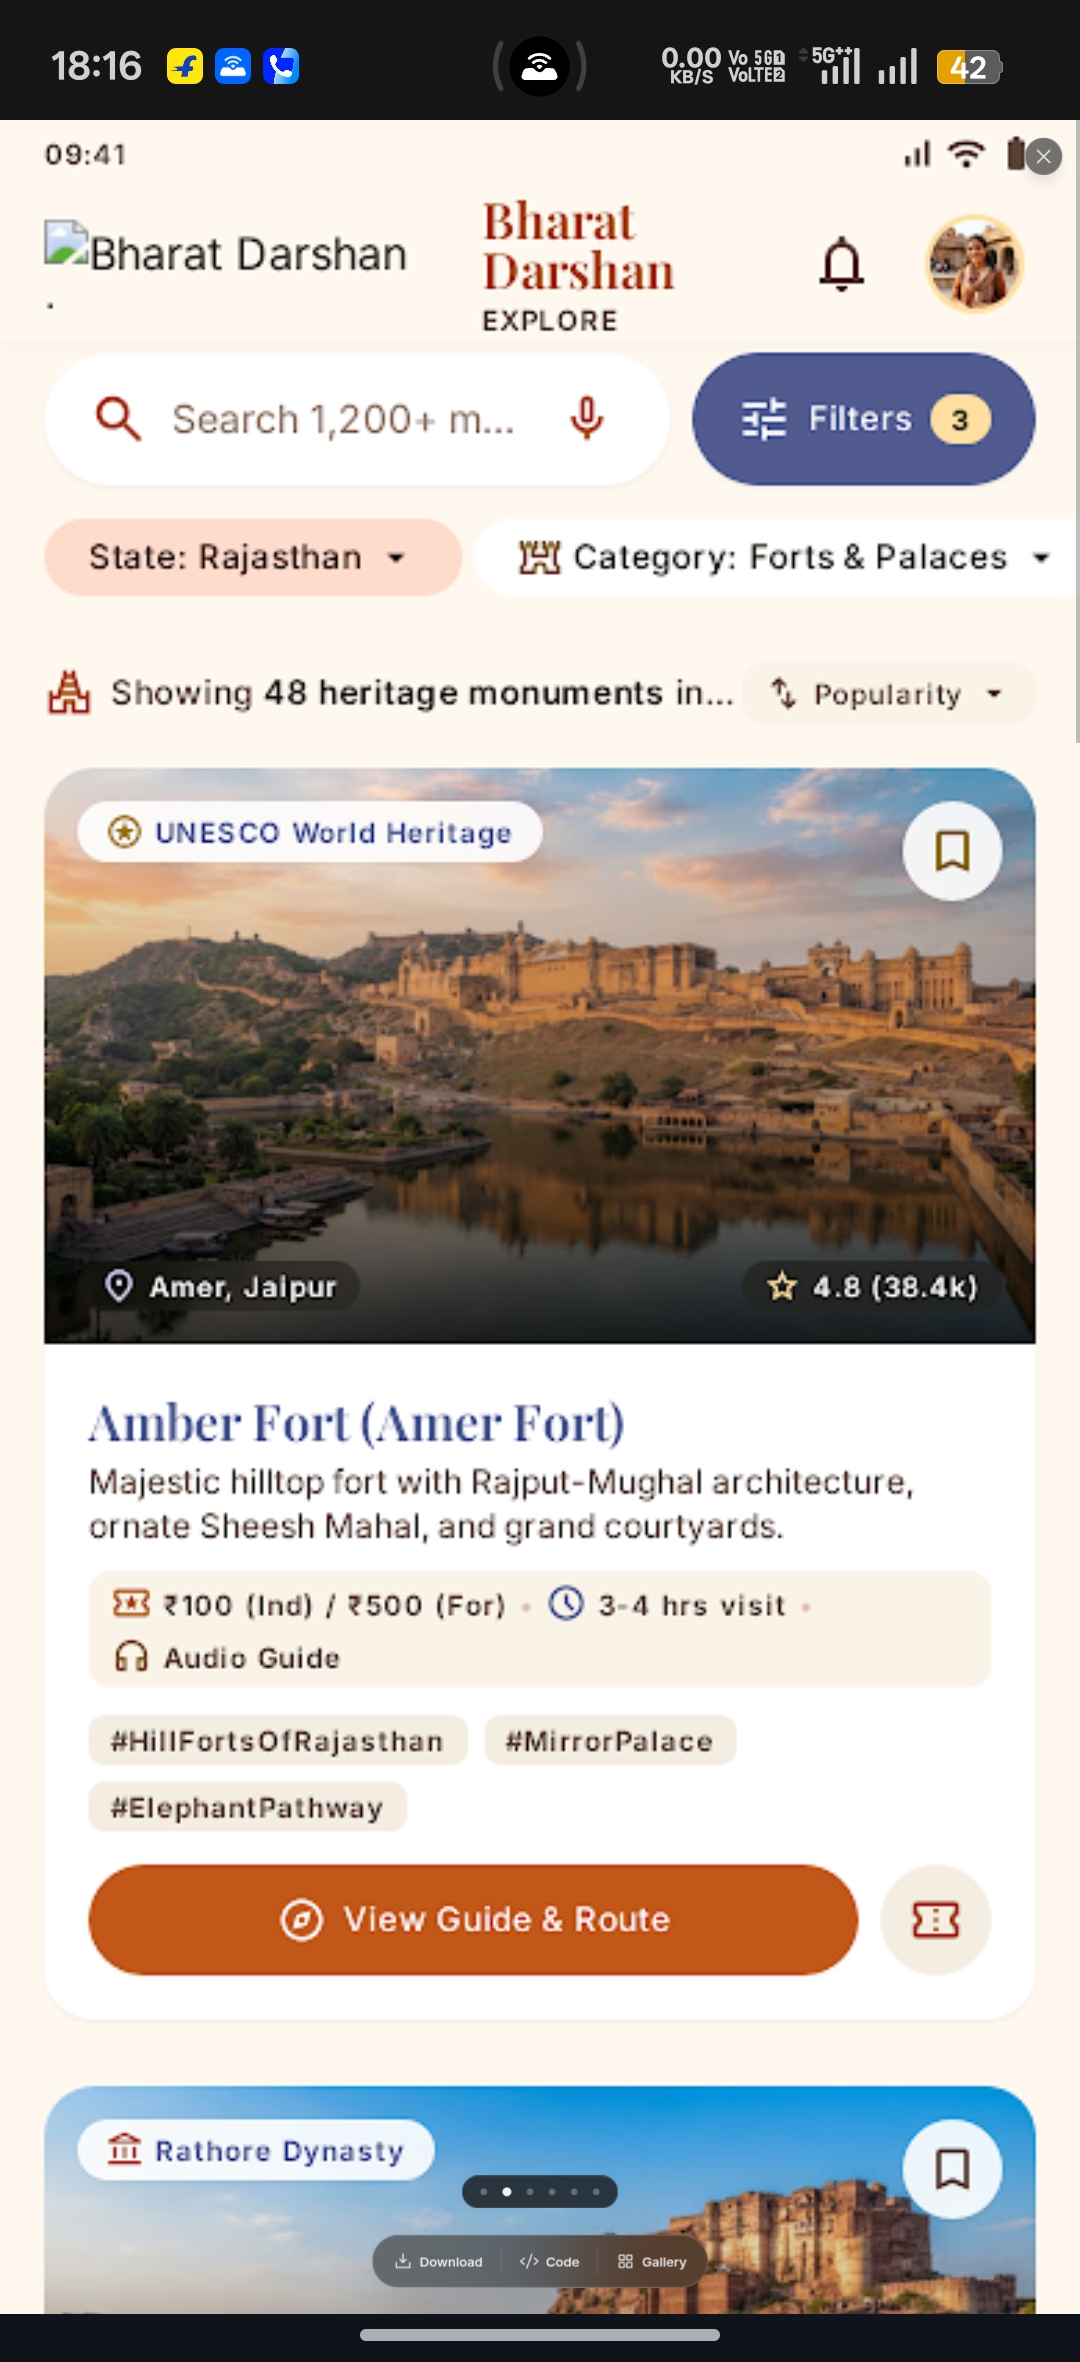 18:16
0.00 KB/S
Vo 5G 1
VoLTE 2
5G++
42
09:41
Bharat Darshan
.
Bharat
Darshan
EXPLORE
Search 1,200+ m...
Filters 3
State: Rajasthan
Category: Forts & Palaces
Showing 48 heritage monuments in...
Popularity
UNESCO World Heritage
Amer, Jaipur
4.8 (38.4k)
Amber Fort (Amer Fort)
Majestic hilltop fort with Rajput-Mughal architecture,
ornate Sheesh Mahal, and grand courtyards.
₹100 (Ind) / ₹500 (For) • 3-4 hrs visit •
Audio Guide
#HillFortsOfRajasthan #MirrorPalace
#ElephantPathway
View Guide & Route
Rathore Dynasty
Download </> Code Gallery